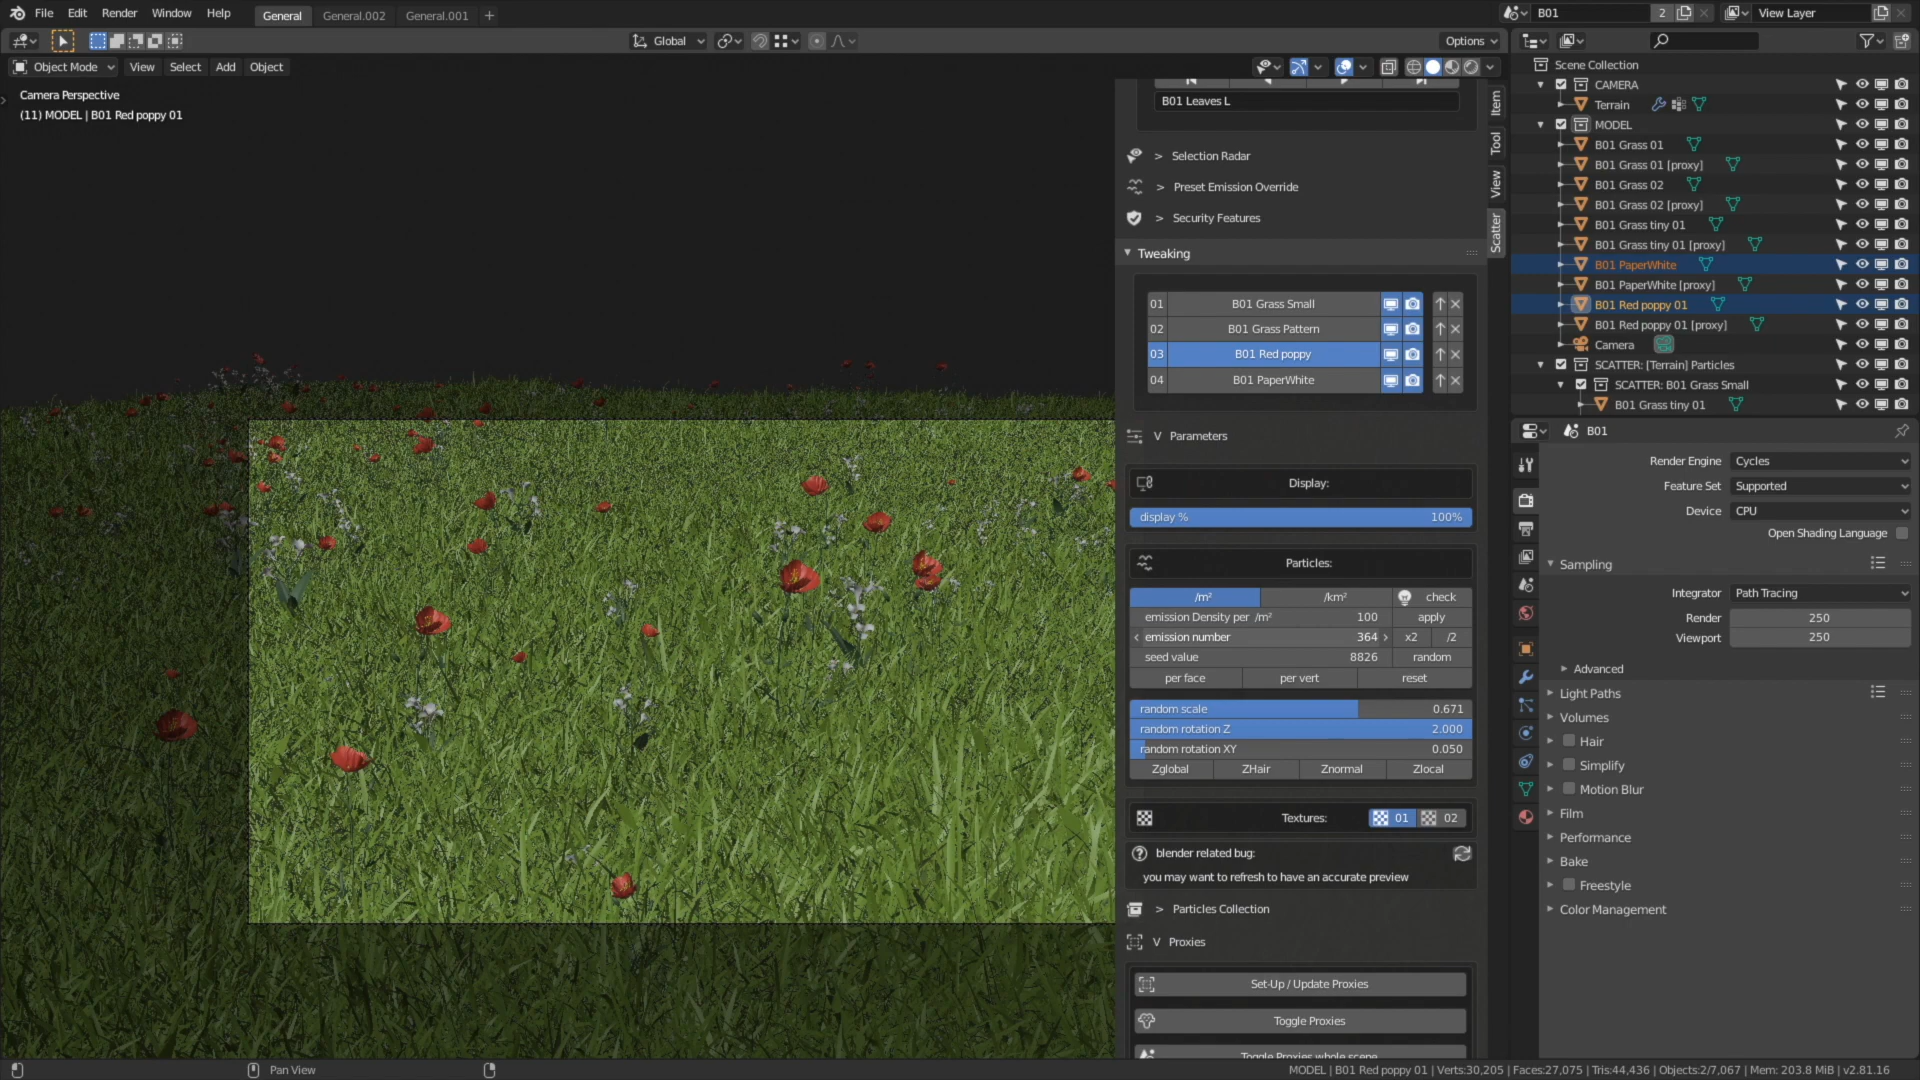 File Edit Render Window Help General General.002 General.001 +
B01 2 View Layer
Global Options
Object Mode View Select Add Object
Camera Perspective
(11) MODEL | B01 Red poppy 01
B01 Leaves L
> Selection Radar
> Preset Emission Override
> Security Features
Tweaking
01 B01 Grass Small
02 B01 Grass Pattern
03 B01 Red poppy
04 B01 PaperWhite
V Parameters
Display:
display % 100%
Particles:
/m² /km² check
emission Density per /m² 100 apply
emission number 364 x2 /2
seed value 8826 random
per face per vert reset
random scale 0.671
random rotation Z 2.000
random rotation XY 0.050
Zglobal ZHair Znormal Zlocal
Textures: 01 02
blender related bug:
you may want to refresh to have an accurate preview
> Particles Collection
V Proxies
Set-Up / Update Proxies
Toggle Proxies
Toggle Proxies whole scene
Item
Tool
View
Scatter
Scene Collection
CAMERA
Terrain
MODEL
B01 Grass 01
B01 Grass 01 [proxy]
B01 Grass 02
B01 Grass 02 [proxy]
B01 Grass tiny 01
B01 Grass tiny 01 [proxy]
B01 PaperWhite
B01 PaperWhite [proxy]
B01 Red poppy 01
B01 Red poppy 01 [proxy]
Camera
SCATTER: [Terrain] Particles
SCATTER: B01 Grass Small
B01 Grass tiny 01
B01
Render Engine Cycles
Feature Set Supported
Device CPU
Open Shading Language
Sampling
Integrator Path Tracing
Render 250
Viewport 250
Advanced
Light Paths
Volumes
Hair
Simplify
Motion Blur
Film
Performance
Bake
Freestyle
Color Management
Pan View
MODEL | B01 Red poppy 01 | Verts:30,205 | Faces:27,075 | Tris:44,436 | Objects:2/7,067 | Mem: 203.8 MiB | v2.81.16